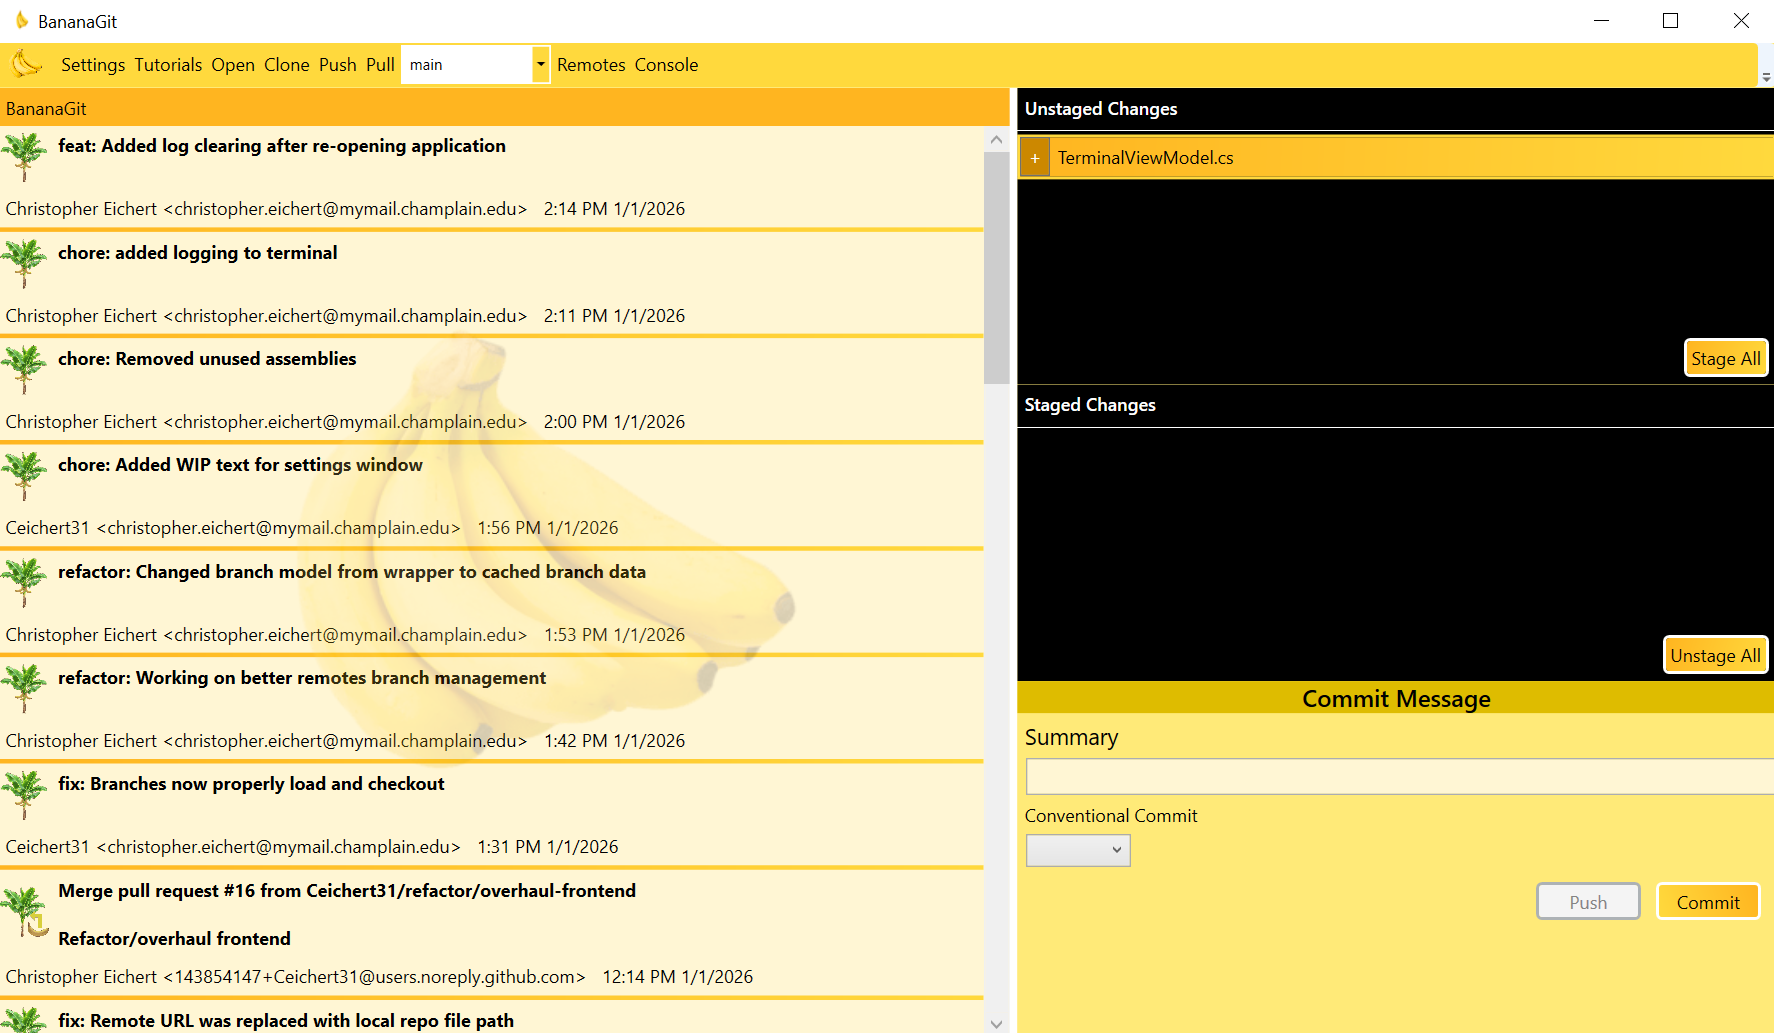 BananaGit
Settings Tutorials Open Clone Push Pull main Remotes Console
BananaGit
feat: Added log clearing after re-opening application
Christopher Eichert <christopher.eichert@mymail.champlain.edu> 2:14 PM 1/1/2026
chore: added logging to terminal
Christopher Eichert <christopher.eichert@mymail.champlain.edu> 2:11 PM 1/1/2026
chore: Removed unused assemblies
Christopher Eichert <christopher.eichert@mymail.champlain.edu> 2:00 PM 1/1/2026
chore: Added WIP text for settings window
Ceichert31 <christopher.eichert@mymail.champlain.edu> 1:56 PM 1/1/2026
refactor: Changed branch model from wrapper to cached branch data
Christopher Eichert <christopher.eichert@mymail.champlain.edu> 1:53 PM 1/1/2026
refactor: Working on better remotes branch management
Christopher Eichert <christopher.eichert@mymail.champlain.edu> 1:42 PM 1/1/2026
fix: Branches now properly load and checkout
Ceichert31 <christopher.eichert@mymail.champlain.edu> 1:31 PM 1/1/2026
Merge pull request #16 from Ceichert31/refactor/overhaul-frontend
Refactor/overhaul frontend
Christopher Eichert <143854147+Ceichert31@users.noreply.github.com> 12:14 PM 1/1/2026
fix: Remote URL was replaced with local repo file path
Unstaged Changes
+ TerminalViewModel.cs
Stage All
Staged Changes
Unstage All
Commit Message
Summary
Conventional Commit
Push Commit